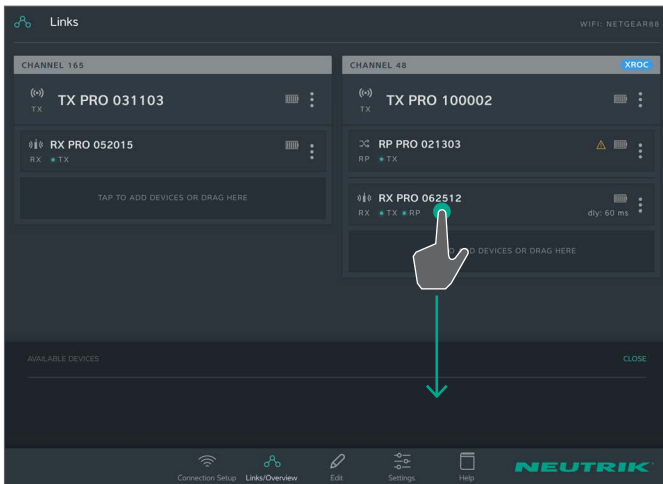 Links
WIFI: NETGEAR88
CHANNEL 165
TX PRO 031103
TX
RX PRO 052015
RX TX
TAP TO ADD DEVICES OR DRAG HERE
CHANNEL 48 XROC
TX PRO 100002
TX
RP PRO 021303
RP TX
RX PRO 062512
RX TX RP dly: 60 ms
ADD DEVICES OR DRAG HERE
AVAILABLE DEVICES CLOSE
Connection Setup Links/Overview Edit Settings Help NEUTRIK